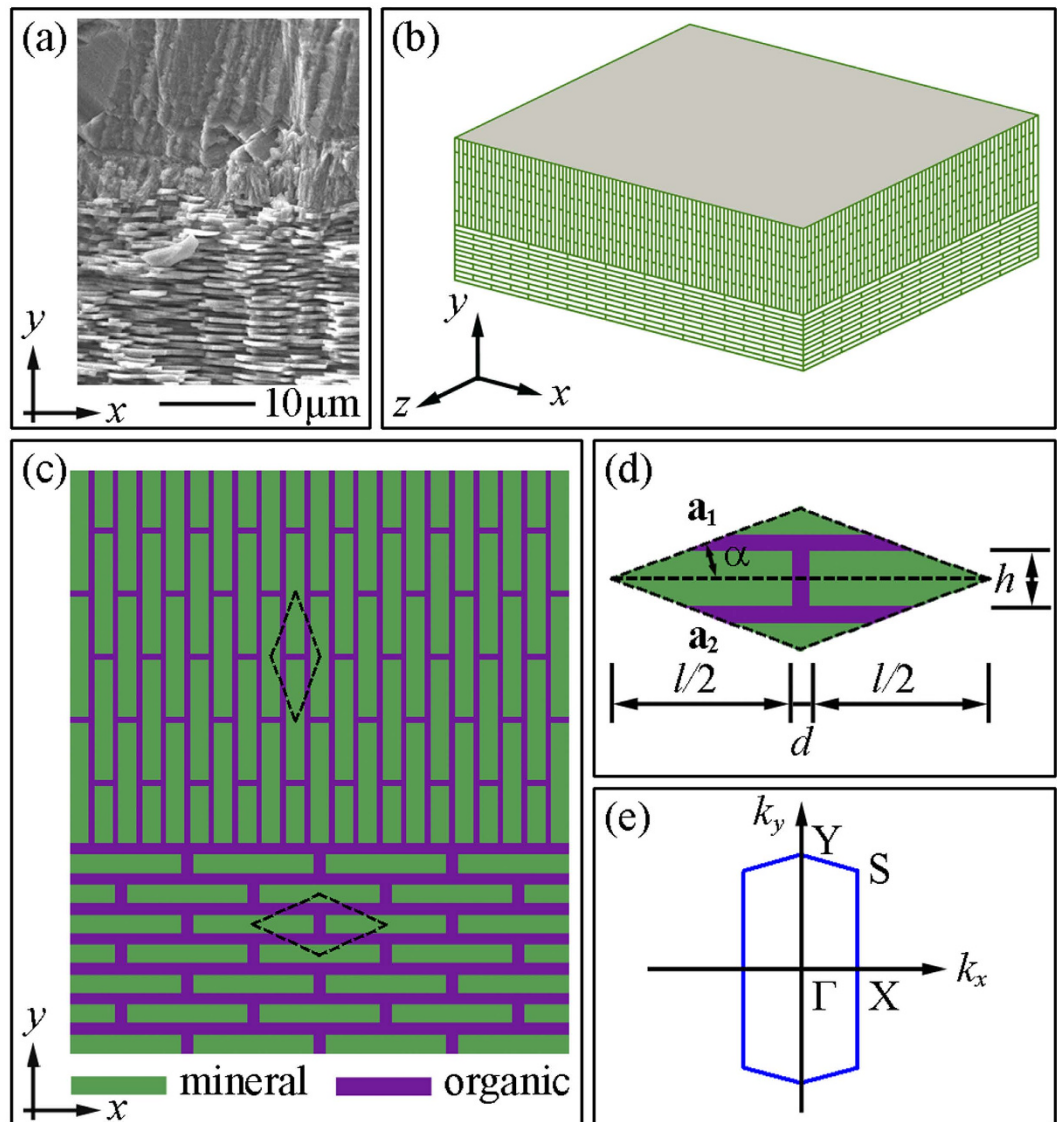 (a)
y
x
10μm
(b)
y
z
x
(c)
y
x
mineral
organic
(d)
a₁
α
h
a₂
l/2
l/2
d
(e)
k_y
Y
S
k_x
Γ
X